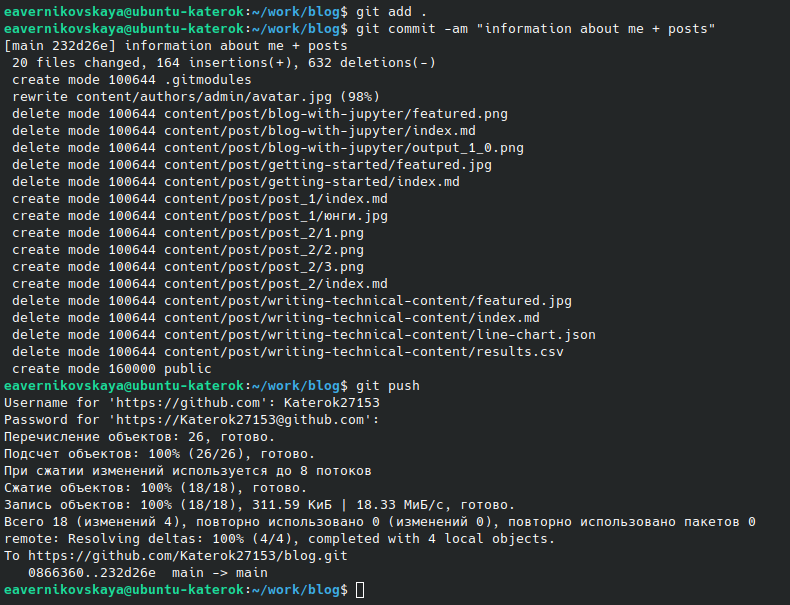 eavernikovskaya@ubuntu-katerok:~/work/blog$ git add .
eavernikovskaya@ubuntu-katerok:~/work/blog$ git commit -am "information about me + posts"
[main 232d26e] information about me + posts
 20 files changed, 164 insertions(+), 632 deletions(-)
 create mode 100644 .gitmodules
 rewrite content/authors/admin/avatar.jpg (98%)
 delete mode 100644 content/post/blog-with-jupyter/featured.png
 delete mode 100644 content/post/blog-with-jupyter/index.md
 delete mode 100644 content/post/blog-with-jupyter/output_1_0.png
 delete mode 100644 content/post/getting-started/featured.jpg
 delete mode 100644 content/post/getting-started/index.md
 create mode 100644 content/post/post_1/index.md
 create mode 100644 content/post/post_1/юнги.jpg
 create mode 100644 content/post/post_2/1.png
 create mode 100644 content/post/post_2/2.png
 create mode 100644 content/post/post_2/3.png
 create mode 100644 content/post/post_2/index.md
 delete mode 100644 content/post/writing-technical-content/featured.jpg
 delete mode 100644 content/post/writing-technical-content/index.md
 delete mode 100644 content/post/writing-technical-content/line-chart.json
 delete mode 100644 content/post/writing-technical-content/results.csv
 create mode 160000 public
eavernikovskaya@ubuntu-katerok:~/work/blog$ git push
Username for 'https://github.com': Katerok27153
Password for 'https://Katerok27153@github.com':
Перечисление объектов: 26, готово.
Подсчет объектов: 100% (26/26), готово.
При сжатии изменений используется до 8 потоков
Сжатие объектов: 100% (18/18), готово.
Запись объектов: 100% (18/18), 311.59 КиБ | 18.33 МиБ/с, готово.
Всего 18 (изменений 4), повторно использовано 0 (изменений 0), повторно использовано пакетов 0
remote: Resolving deltas: 100% (4/4), completed with 4 local objects.
To https://github.com/Katerok27153/blog.git
   0866360..232d26e  main -> main
eavernikovskaya@ubuntu-katerok:~/work/blog$